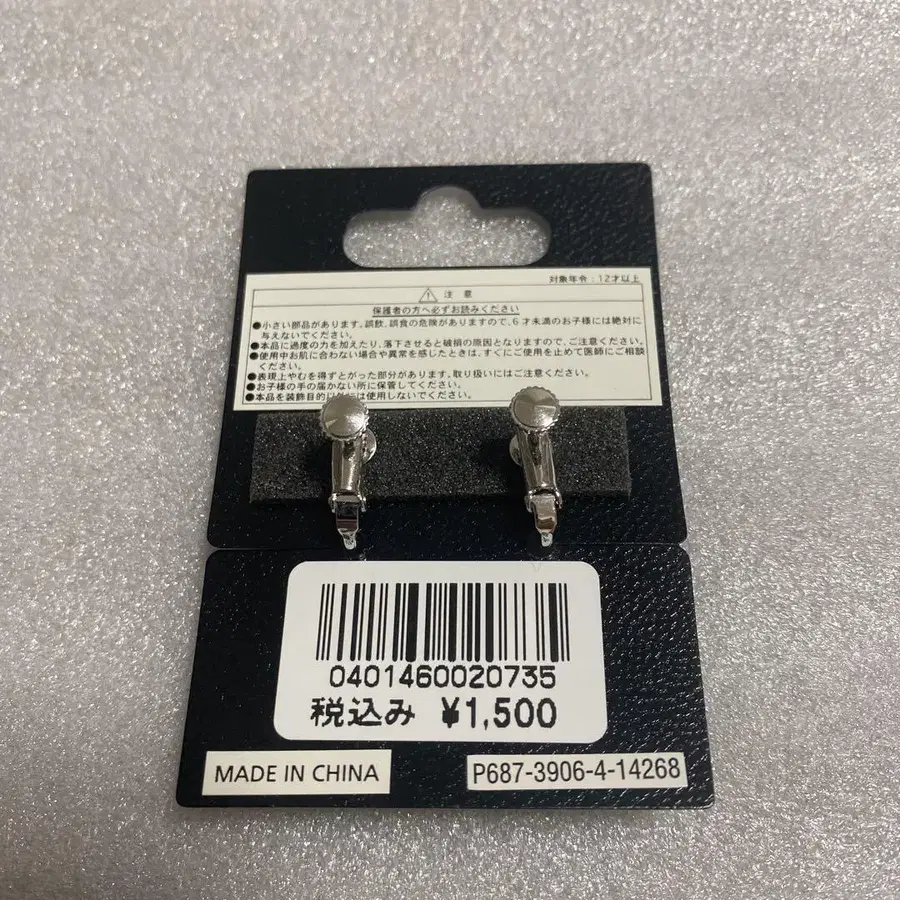 対象年令：12才以上
注意
保護者の方へ必ずお読みください
●小さい部品があります。誤飲、誤食の危険がありますので、6才未満のお子様には絶対に
与えないでください。
●本品に過度の力を加えたり、落下させると破損の原因となりますので、ご注意ください。
●使用中お肌に合わない場合や異常を感じたときは、すぐにご使用を止めて医師にご相談
ください。
●表現上やむを得ずとがった部分があります。取り扱いにはご注意ください。
●お子様の手の届かない所に保管してください。
●本品を装飾目的以外には使用しないでください。
0401460020735
税込み ¥1,500
MADE IN CHINA
P687-3906-4-14268